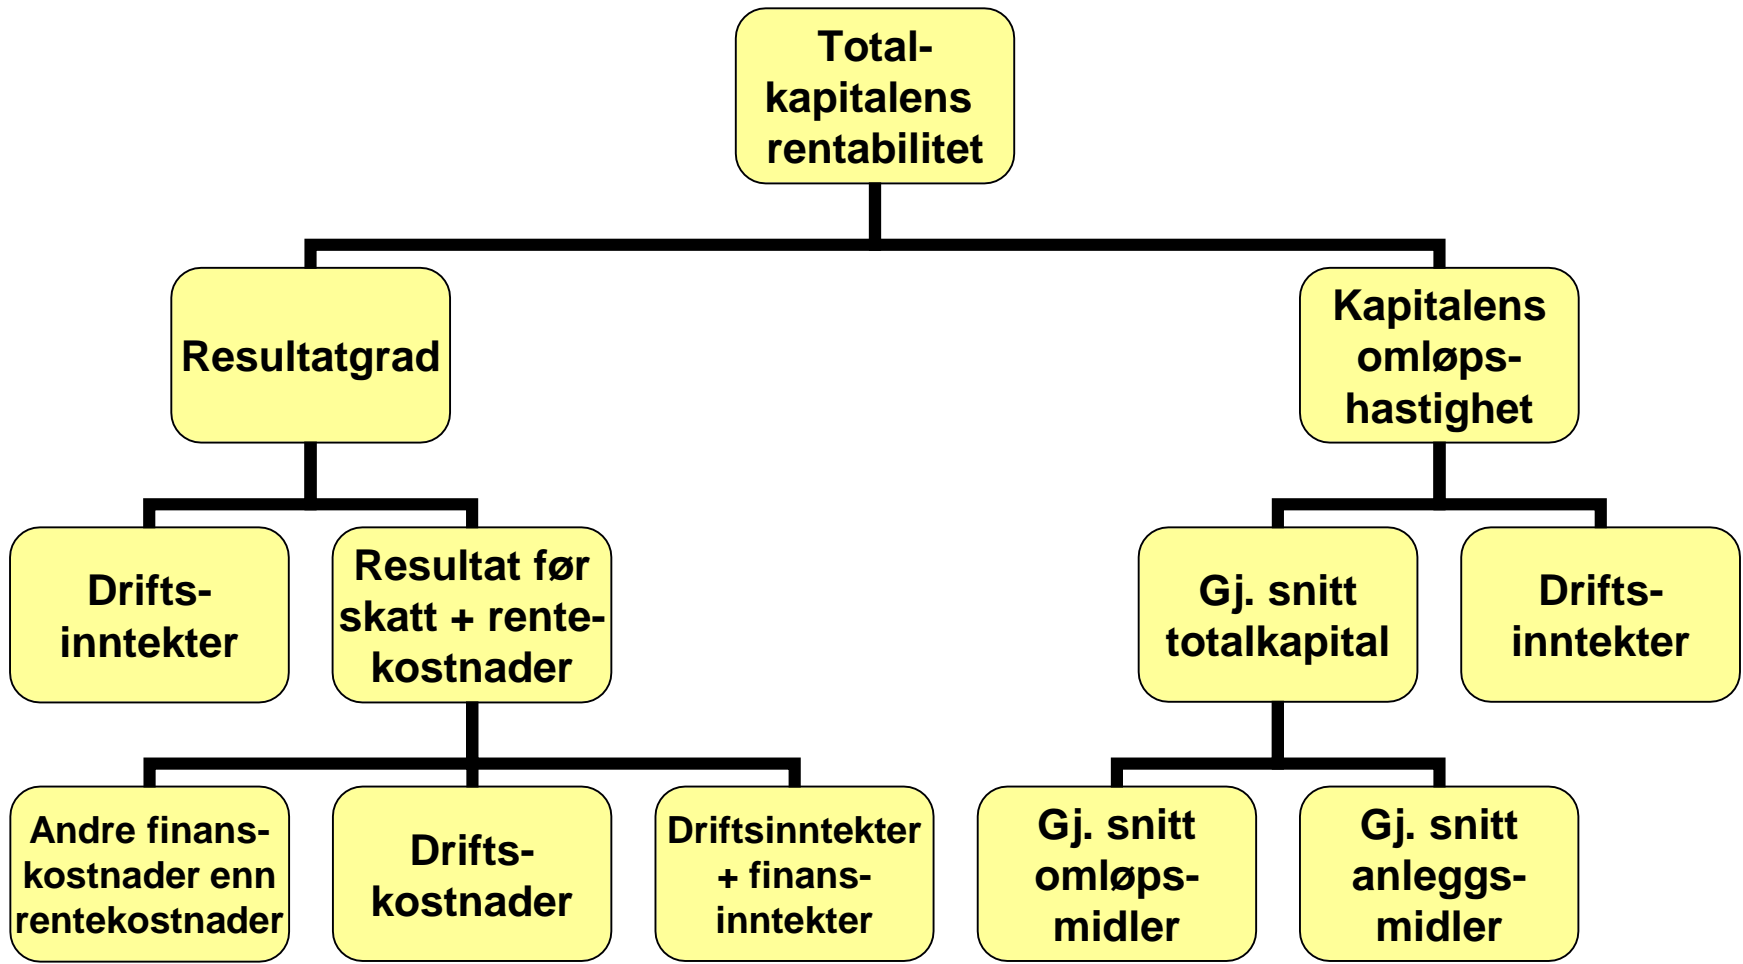 Total-
kapitalens
rentabilitet
Resultatgrad
Kapitalens
omløps-
hastighet
Drifts-
inntekter
Resultat før
skatt + rente-
kostnader
Gj. snitt
totalkapital
Drifts-
inntekter
Andre finans-
kostnader enn
rentekostnader
Drifts-
kostnader
Driftsinntekter
+ finans-
inntekter
Gj. snitt
omløps-
midler
Gj. snitt
anleggs-
midler